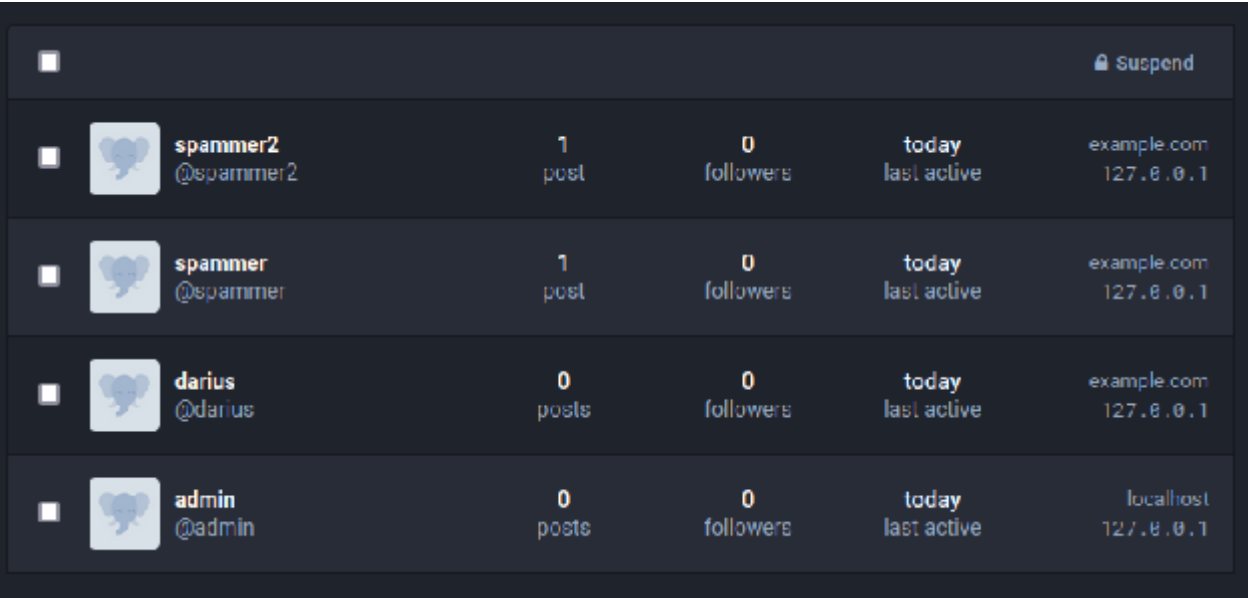 Suspend
spammer2 1 0 today example.com
@spammer2 post followers last active 127.0.0.1
spammer 1 0 today example.com
@spammer post followers last active 127.0.0.1
darius 0 0 today example.com
@darius posts followers last active 127.0.0.1
admin 0 0 today localhost
@admin posts followers last active 127.0.0.1